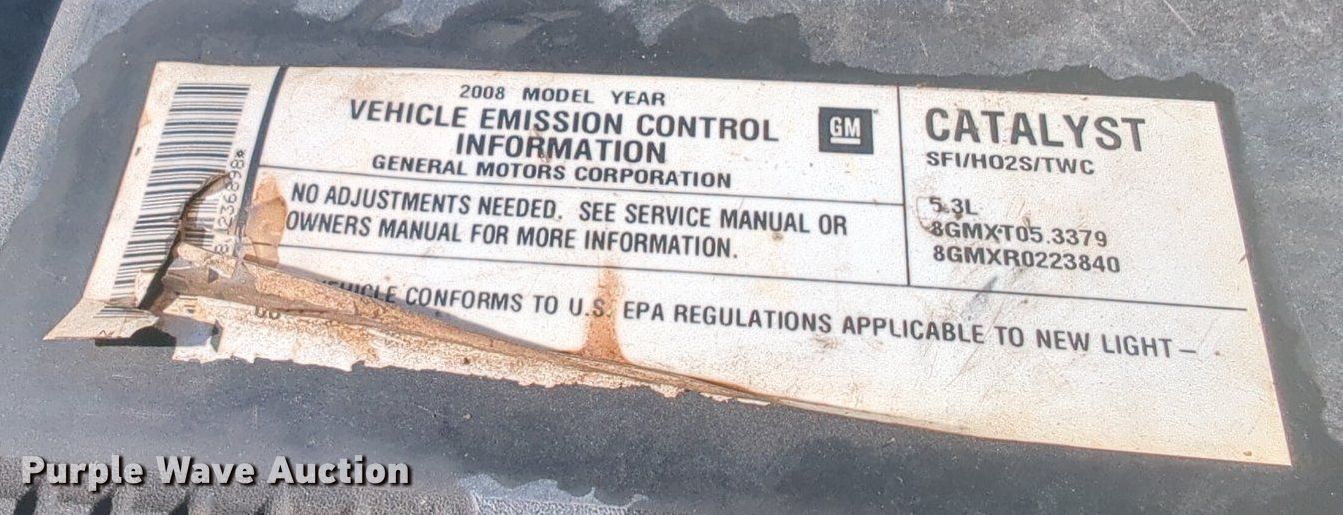 2008 MODEL YEAR
VEHICLE EMISSION CONTROL
INFORMATION
GENERAL MOTORS CORPORATION
GM
CATALYST
SFI/HO2S/TWC
5.3L
8GMXT05.3379
8GMXR0223840
NO ADJUSTMENTS NEEDED. SEE SERVICE MANUAL OR
OWNERS MANUAL FOR MORE INFORMATION.
VEHICLE CONFORMS TO U.S. EPA REGULATIONS APPLICABLE TO NEW LIGHT—
Purple Wave Auction